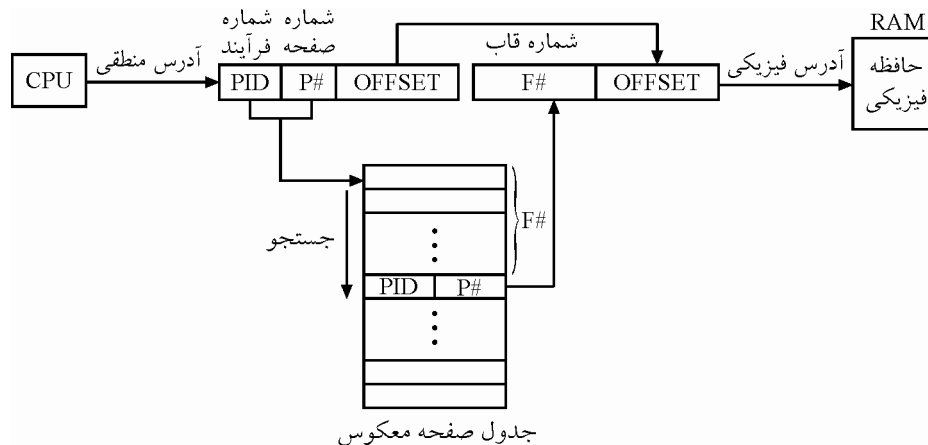 RAM
شماره شماره
فرآیند صفحه
شماره قاب
CPU
آدرس منطقی
PID P# OFFSET
F# OFFSET
آدرس فیزیکی
حافظه
فیزیکی
جستجو
F#
PID P#
جدول صفحه معکوس